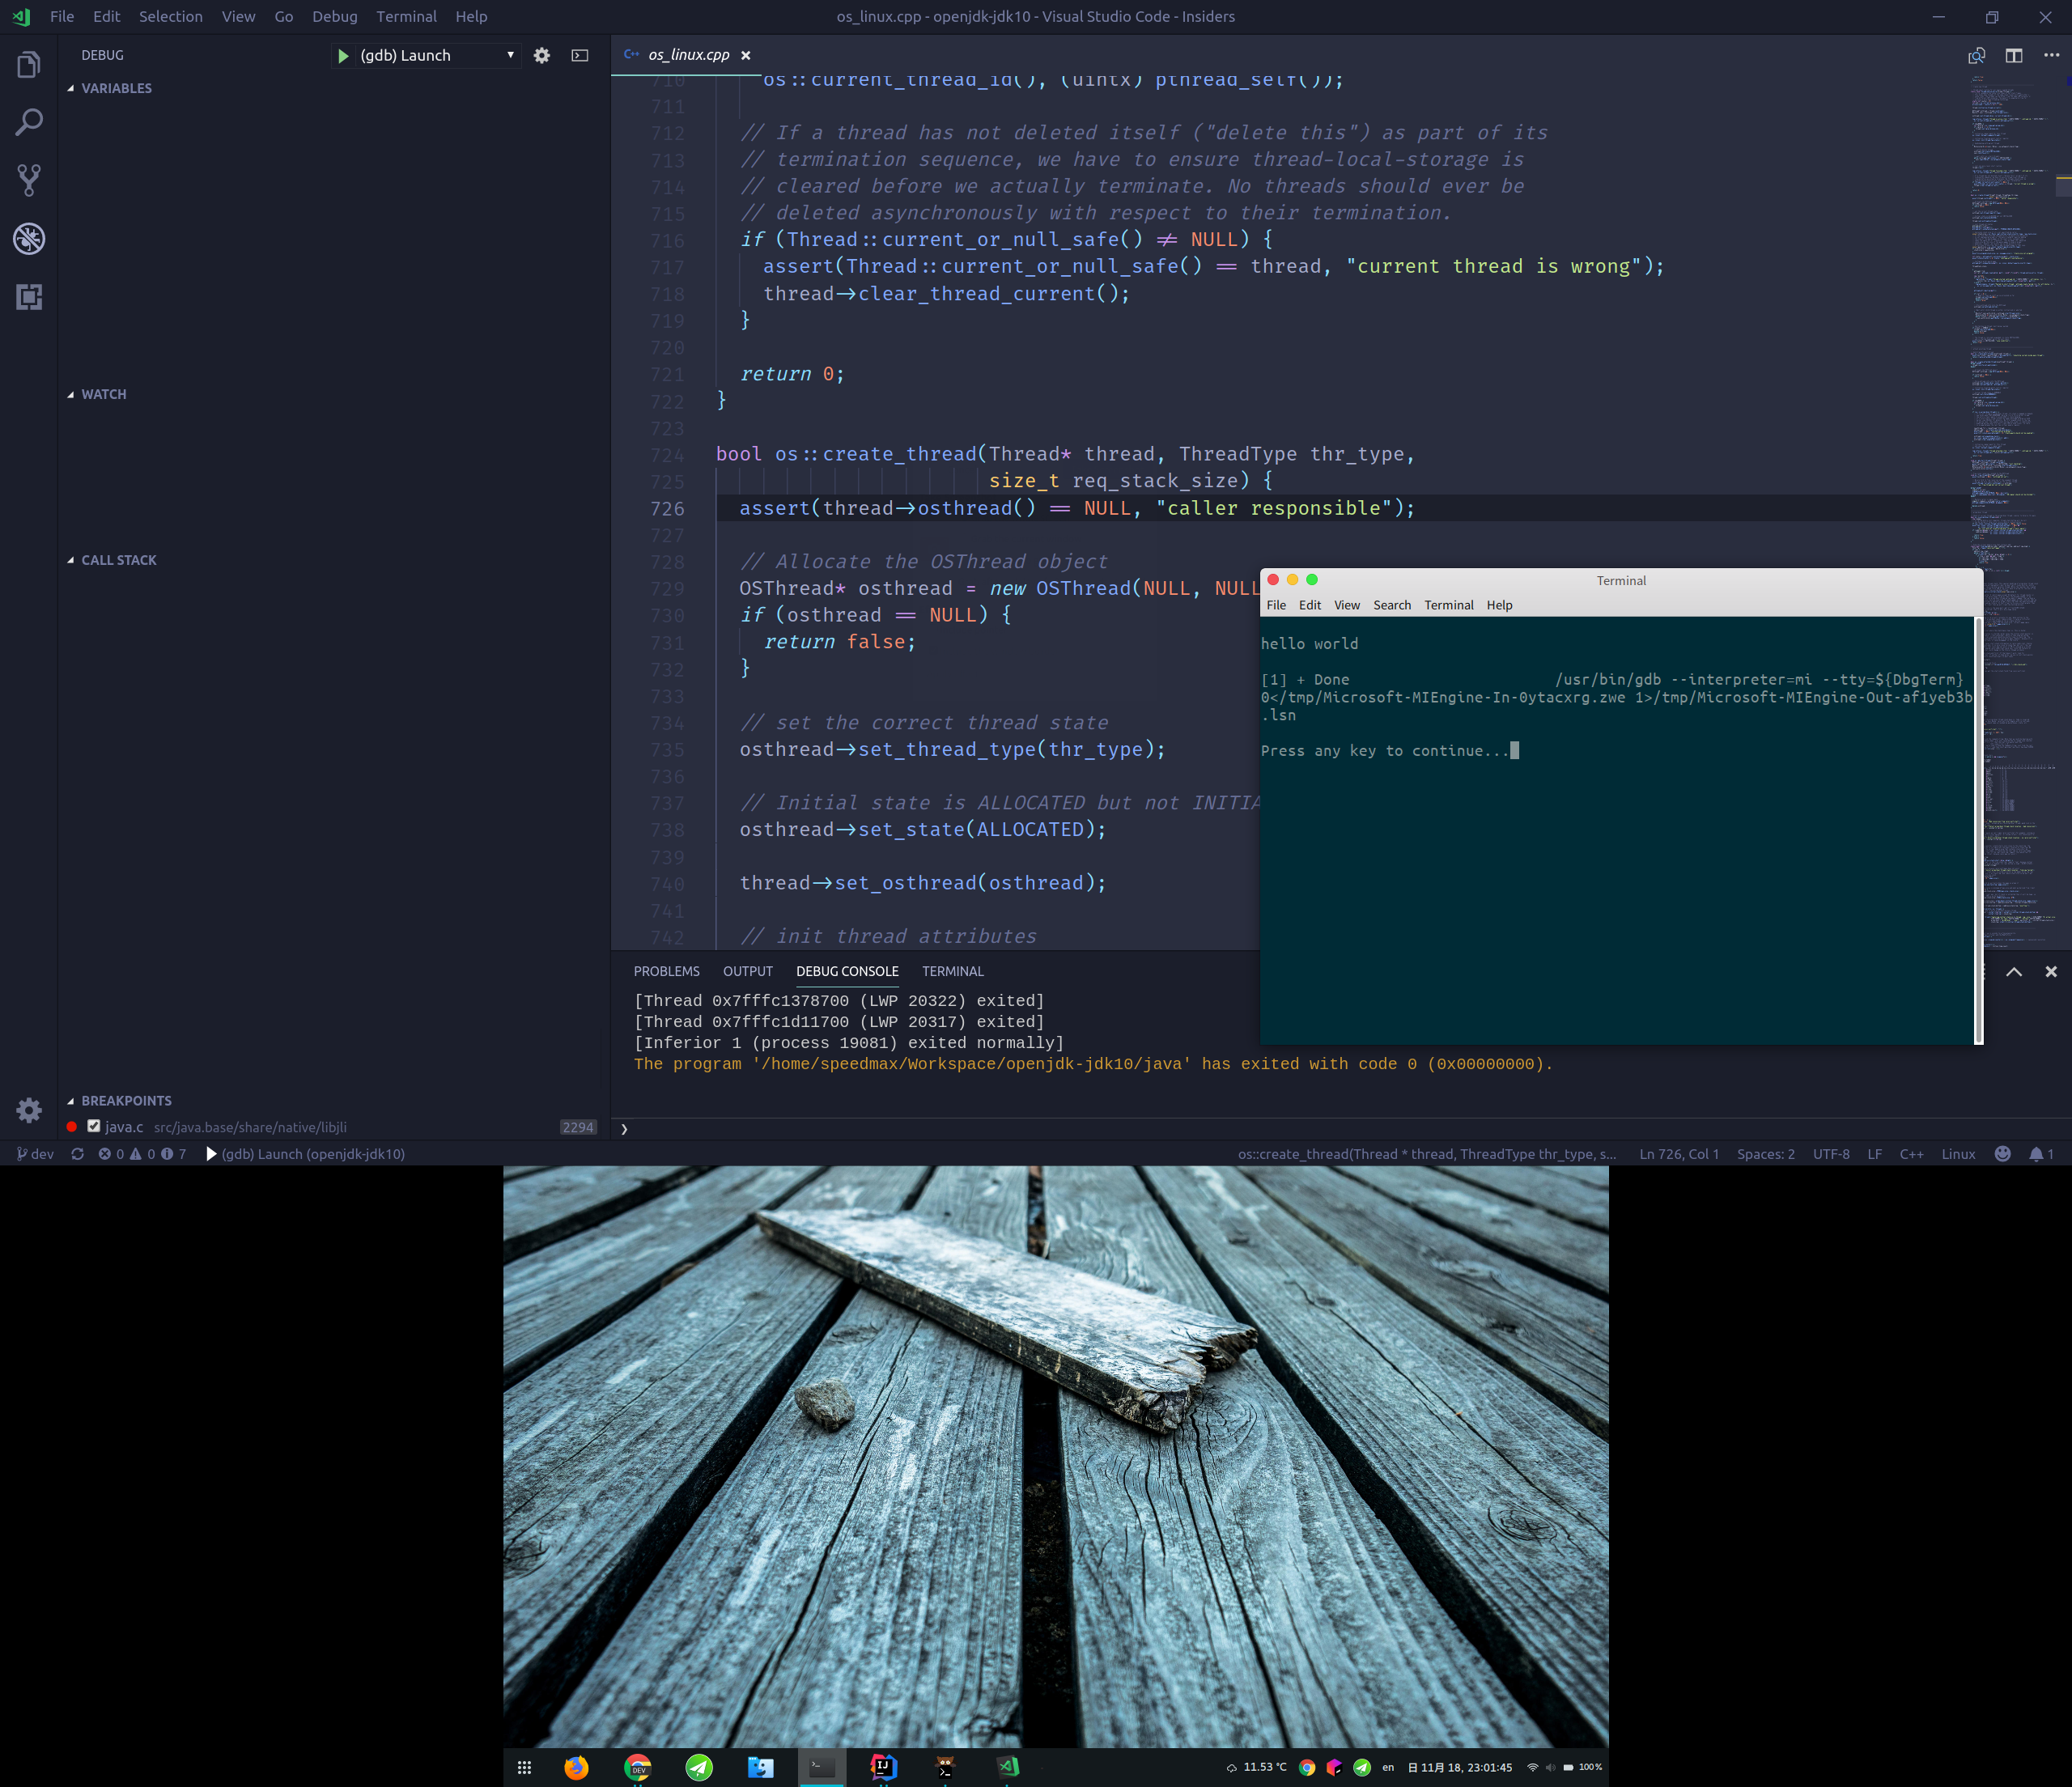 File Edit Selection View Go Debug Terminal Help
os_linux.cpp - openjdk-jdk10 - Visual Studio Code - Insiders
DEBUG
(gdb) Launch
VARIABLES
WATCH
CALL STACK
BREAKPOINTS
java.c src/java.base/share/native/libjli 2294
C++ os_linux.cpp
710 os::current_thread_id(), (uintx) pthread_self());
711
712 // If a thread has not deleted itself ("delete this") as part of its
713 // termination sequence, we have to ensure thread-local-storage is
714 // cleared before we actually terminate. No threads should ever be
715 // deleted asynchronously with respect to their termination.
716 if (Thread::current_or_null_safe() != NULL) {
717 assert(Thread::current_or_null_safe() == thread, "current thread is wrong");
718 thread->clear_thread_current();
719 }
720
721 return 0;
722 }
723
724 bool os::create_thread(Thread* thread, ThreadType thr_type,
725 size_t req_stack_size) {
726 assert(thread->osthread() == NULL, "caller responsible");
727
728 // Allocate the OSThread object
729 OSThread* osthread = new OSThread(NULL, NULL
730 if (osthread == NULL) {
731 return false;
732 }
733
734 // set the correct thread state
735 osthread->set_thread_type(thr_type);
736
737 // Initial state is ALLOCATED but not INITIA
738 osthread->set_state(ALLOCATED);
739
740 thread->set_osthread(osthread);
741
742 // init thread attributes
Terminal
File Edit View Search Terminal Help
hello world
[1] + Done /usr/bin/gdb --interpreter=mi --tty=${DbgTerm}
0</tmp/Microsoft-MIEngine-In-0ytacxrg.zwe 1>/tmp/Microsoft-MIEngine-Out-af1yeb3b
.lsn
Press any key to continue...
PROBLEMS OUTPUT DEBUG CONSOLE TERMINAL
[Thread 0x7fffc1378700 (LWP 20322) exited]
[Thread 0x7fffc1d11700 (LWP 20317) exited]
[Inferior 1 (process 19081) exited normally]
The program '/home/speedmax/Workspace/openjdk-jdk10/java' has exited with code 0 (0x00000000).
dev 0 0 7 (gdb) Launch (openjdk-jdk10) os::create_thread(Thread * thread, ThreadType thr_type, s... Ln 726, Col 1 Spaces: 2 UTF-8 LF C++ Linux 1
DEV IJ 11.53 °C en 日 11月 18, 23:01:45 100%